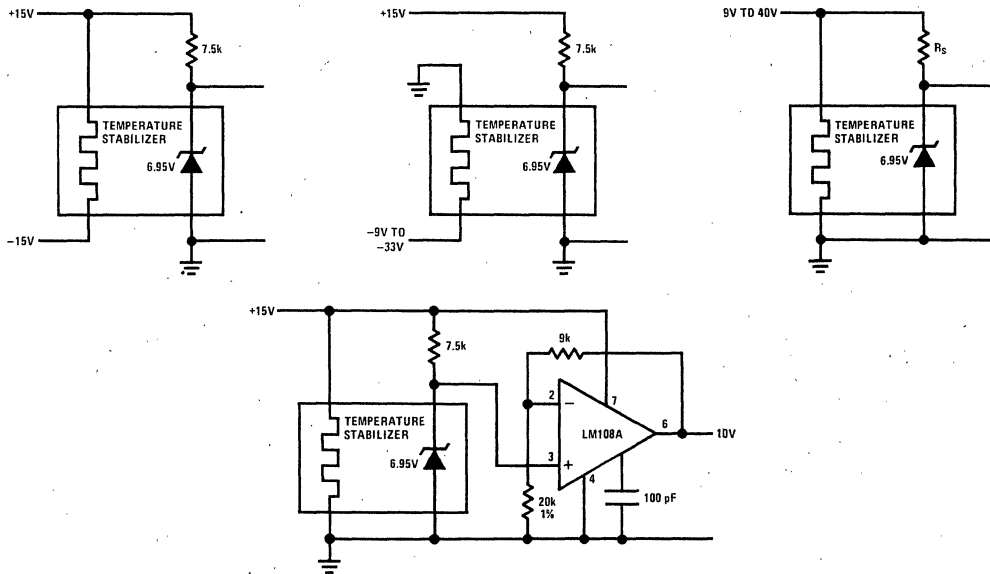 +15V
7.5k
TEMPERATURE
STABILIZER
6.95V
−15V
+15V
7.5k
TEMPERATURE
STABILIZER
6.95V
−9V TO
−33V
9V TO 40V
RS
TEMPERATURE
STABILIZER
6.95V
+15V
7.5k
9k
TEMPERATURE
STABILIZER
6.95V
2
−
7
LM108A
6
10V
3
+
4
20k
1%
100 pF